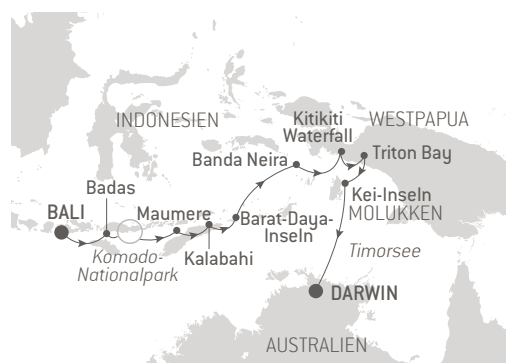 INDONESIEN
WESTPAPUA
Kitikiti
Waterfall
Banda Neira
Triton Bay
Badas
Kei-Inseln
MOLUKKEN
BALI
Maumere
Barat-Daya-
Inseln
Komodo-
Nationalpark
Kalabahi
Timorsee
DARWIN
AUSTRALIEN